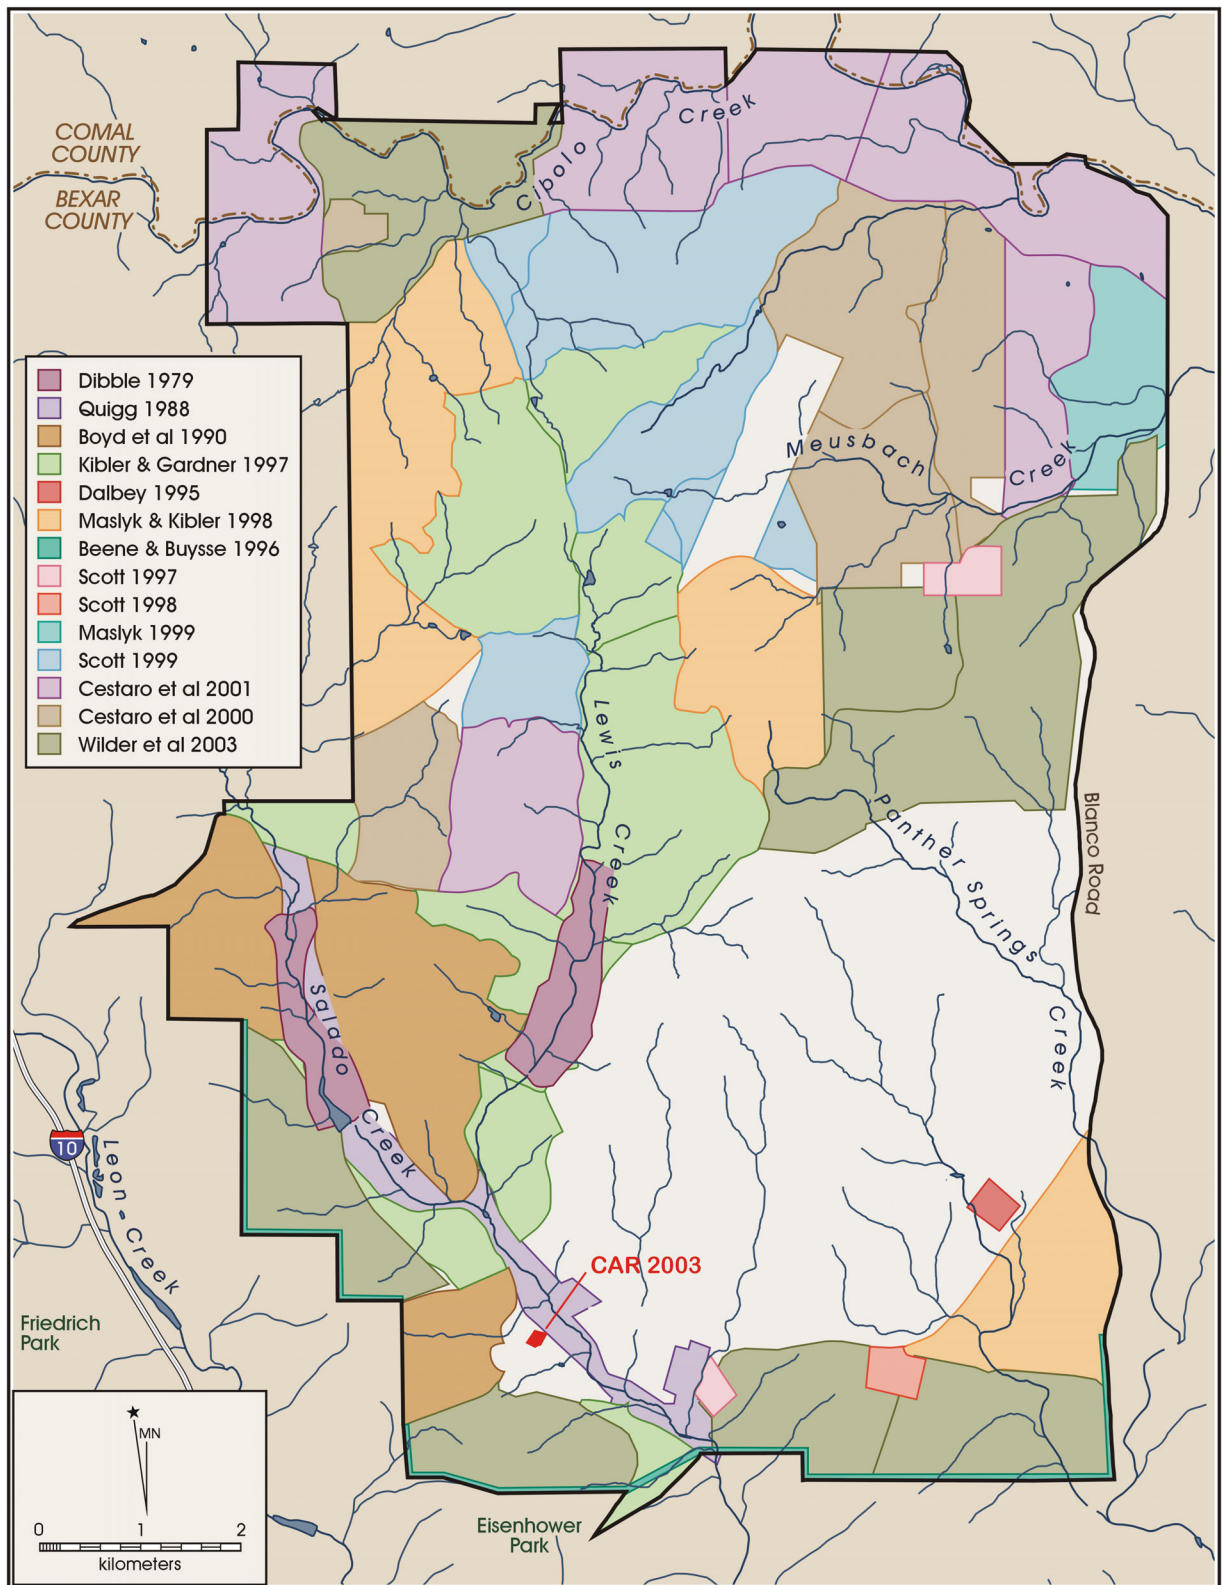 COMAL
COUNTY
BEXAR
COUNTY
Cibolo Creek
Dibble 1979
Quigg 1988
Boyd et al 1990
Kibler & Gardner 1997
Dalbey 1995
Maslyk & Kibler 1998
Beene & Buysse 1996
Scott 1997
Scott 1998
Maslyk 1999
Scott 1999
Cestaro et al 2001
Cestaro et al 2000
Wilder et al 2003
Meusbach Creek
Lewis Creek
Panther Springs Creek
Blanco Road
Salado Creek
10
Leon Creek
CAR 2003
Friedrich
Park
MN
0 1 2
kilometers
Eisenhower
Park